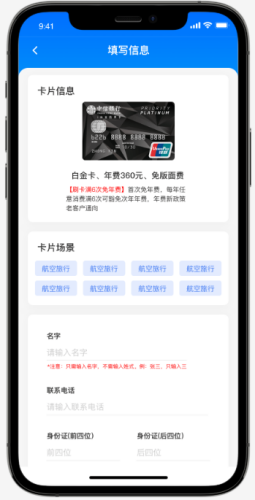 9:41
填写信息
卡片信息
中信银行
PRIORITY
PLATINUM
白金卡、年费360元、免版面费
【刷卡满6次免年费】首次免年费，每年任
意消费满6次可豁免次年年费，年费新政策
老客户通向
卡片场景
航空旅行 航空旅行 航空旅行 航空旅行
航空旅行 航空旅行 航空旅行 航空旅行
名字
请输入名字
*注意：只需输入名字，不需输入姓氏。例：张三，只输入三
联系电话
请输入联系电话
身份证(前四位) 身份证(后四位)
前四位 后四位